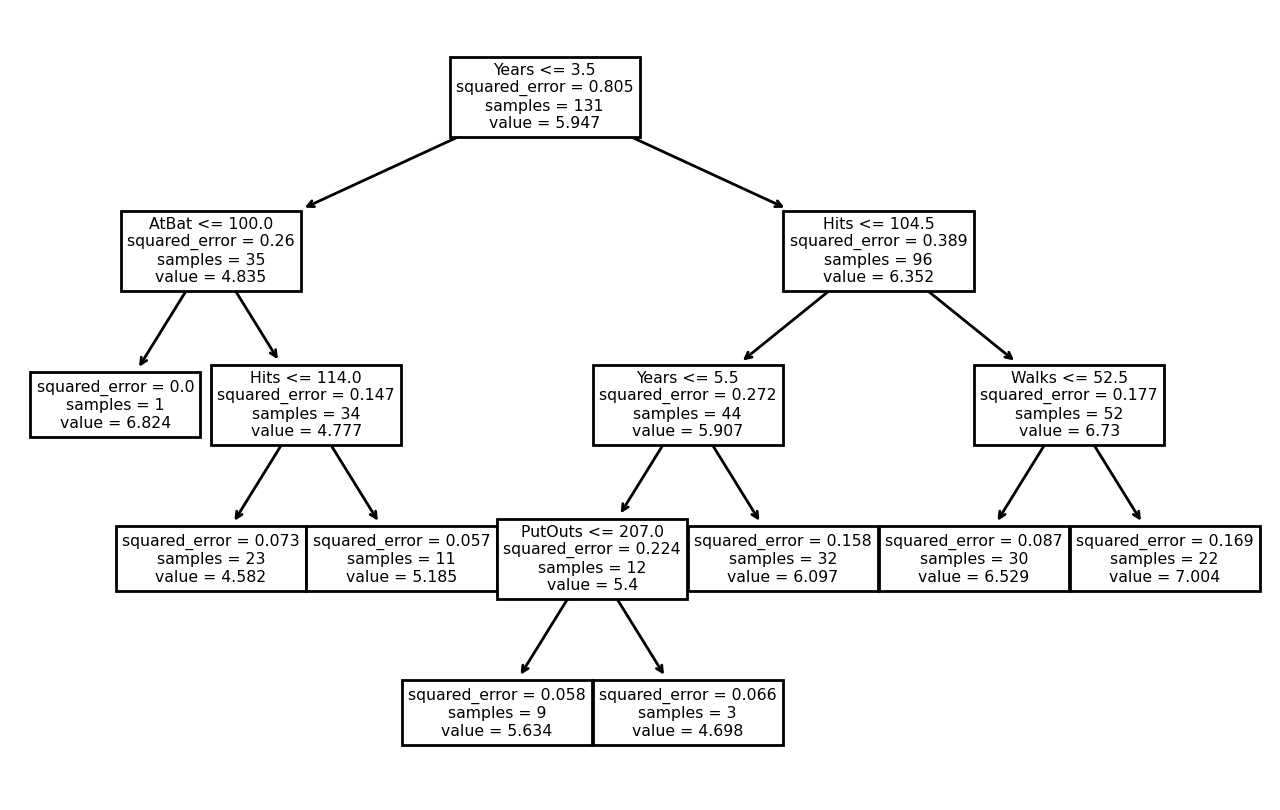 Years <= 3.5
squared_error = 0.805
samples = 131
value = 5.947
AtBat <= 100.0
squared_error = 0.26
samples = 35
value = 4.835
Hits <= 104.5
squared_error = 0.389
samples = 96
value = 6.352
squared_error = 0.0
samples = 1
value = 6.824
Hits <= 114.0
squared_error = 0.147
samples = 34
value = 4.777
Years <= 5.5
squared_error = 0.272
samples = 44
value = 5.907
Walks <= 52.5
squared_error = 0.177
samples = 52
value = 6.73
squared_error = 0.073
samples = 23
value = 4.582
squared_error = 0.057
samples = 11
value = 5.185
PutOuts <= 207.0
squared_error = 0.224
samples = 12
value = 5.4
squared_error = 0.158
samples = 32
value = 6.097
squared_error = 0.087
samples = 30
value = 6.529
squared_error = 0.169
samples = 22
value = 7.004
squared_error = 0.058
samples = 9
value = 5.634
squared_error = 0.066
samples = 3
value = 4.698